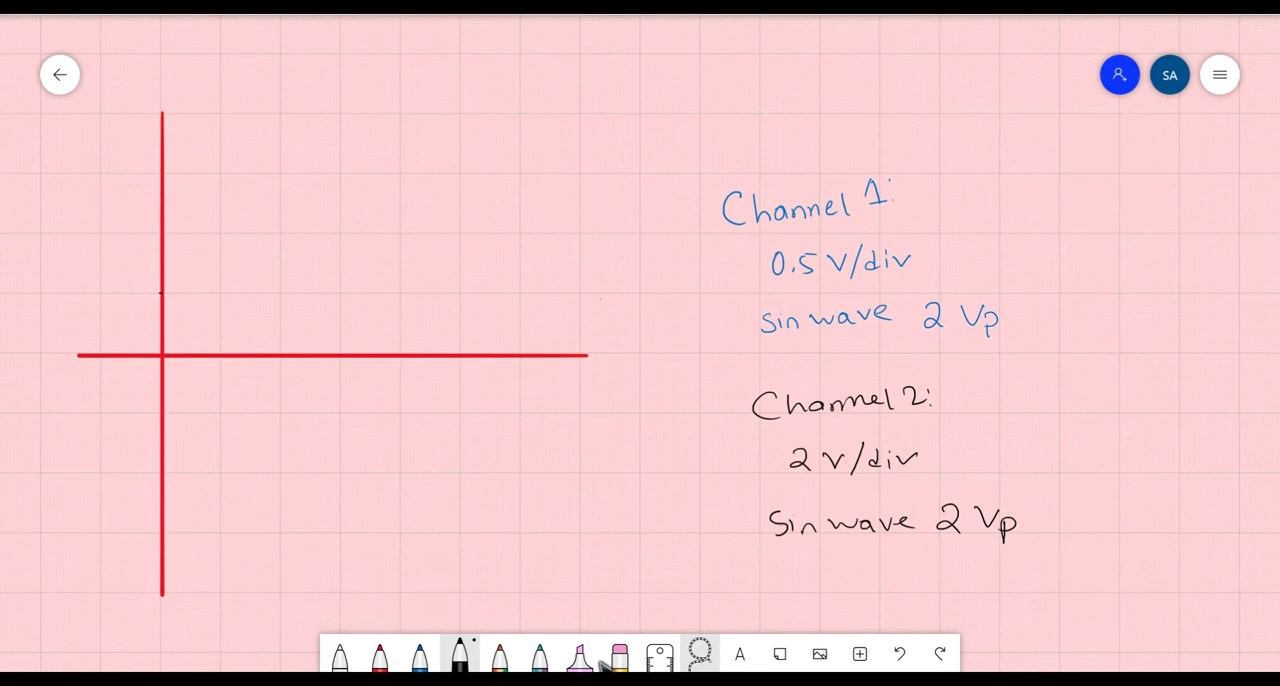 SA
Channel 1:
0.5 V/div
sin wave 2 Vp
Channel 2:
2 V/div
Sin wave 2 Vp
A